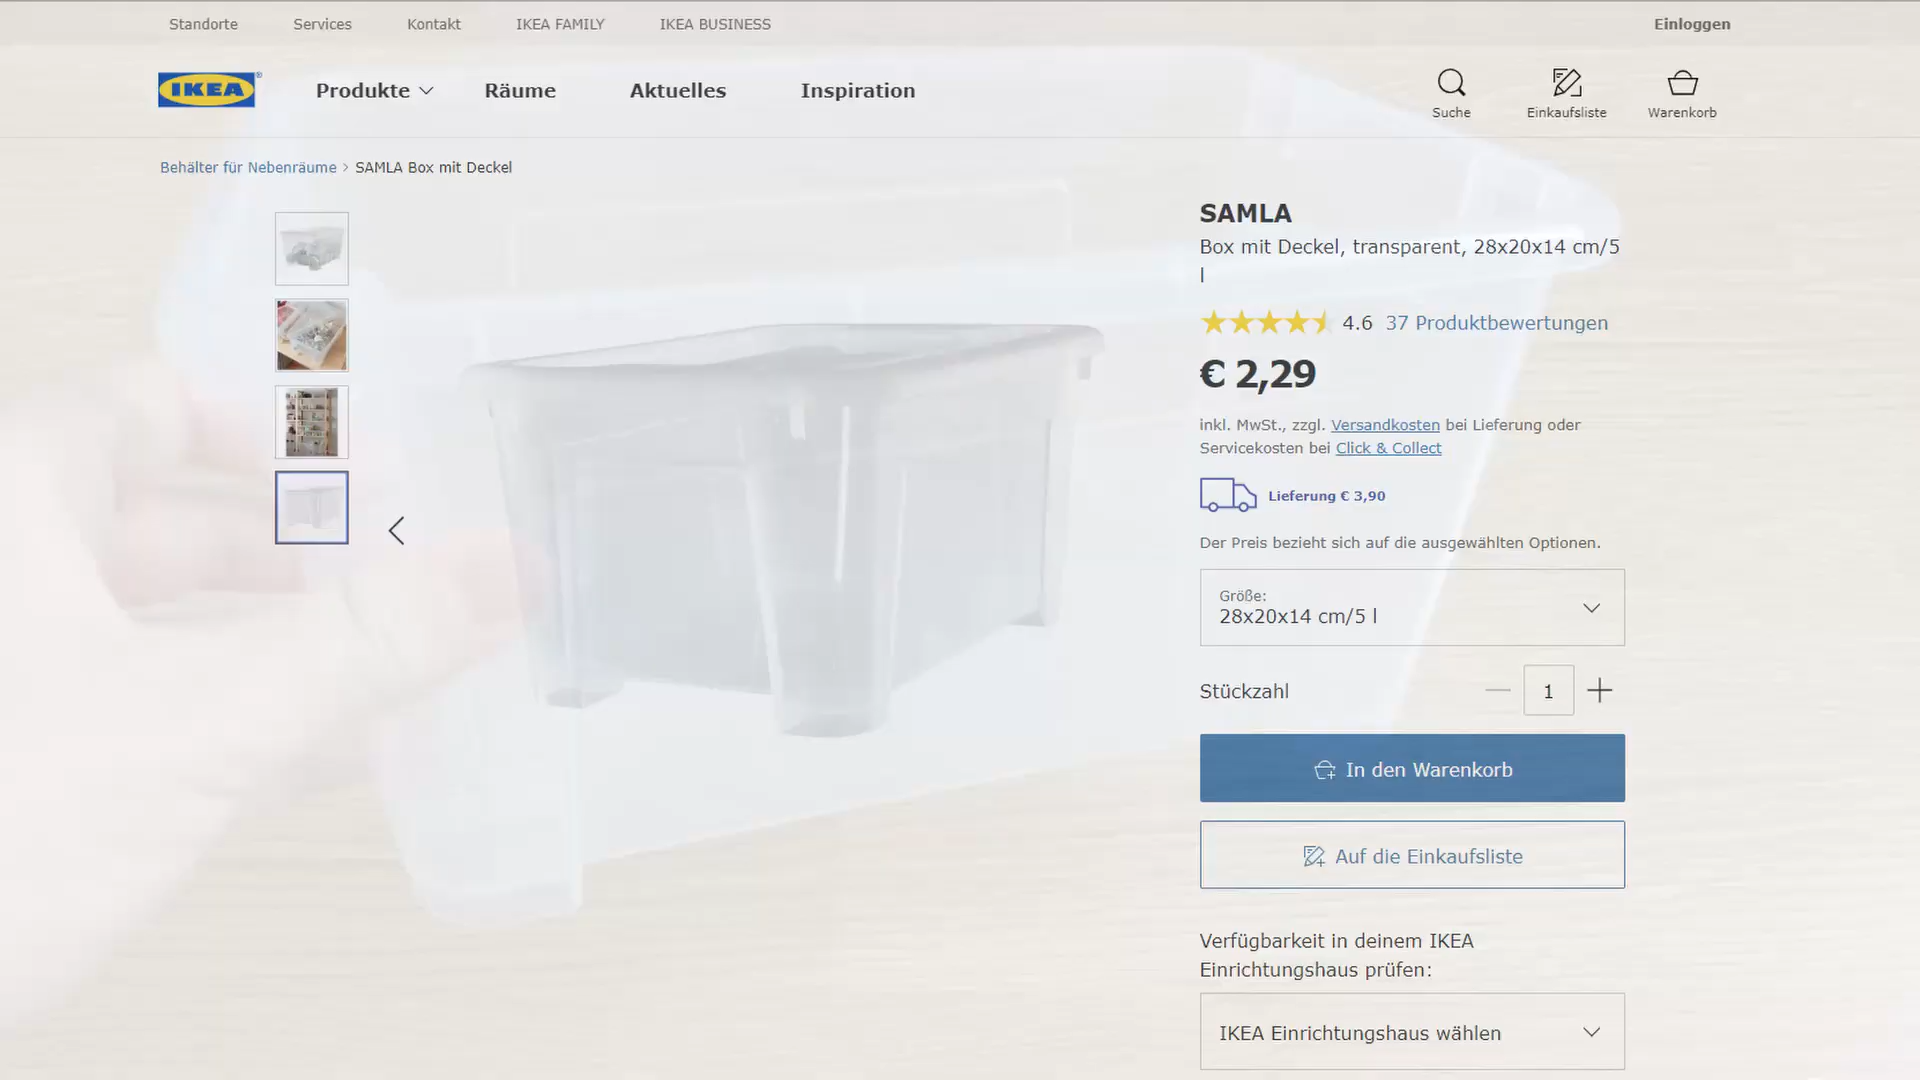 Standorte
Services
Kontakt
IKEA FAMILY
IKEA BUSINESS
Einloggen
IKEA
Produkte
Räume
Aktuelles
Inspiration
Suche
Einkaufsliste
Warenkorb
Behälter für Nebenräume > SAMLA Box mit Deckel
SAMLA
Box mit Deckel, transparent, 28x20x14 cm/5
l
4.6 37 Produktbewertungen
€ 2,29
inkl. MwSt., zzgl. Versandkosten bei Lieferung oder
Servicekosten bei Click & Collect
Lieferung € 3,90
Der Preis bezieht sich auf die ausgewählten Optionen.
Größe:
28x20x14 cm/5 l
Stückzahl
1
In den Warenkorb
Auf die Einkaufsliste
Verfügbarkeit in deinem IKEA
Einrichtungshaus prüfen:
IKEA Einrichtungshaus wählen